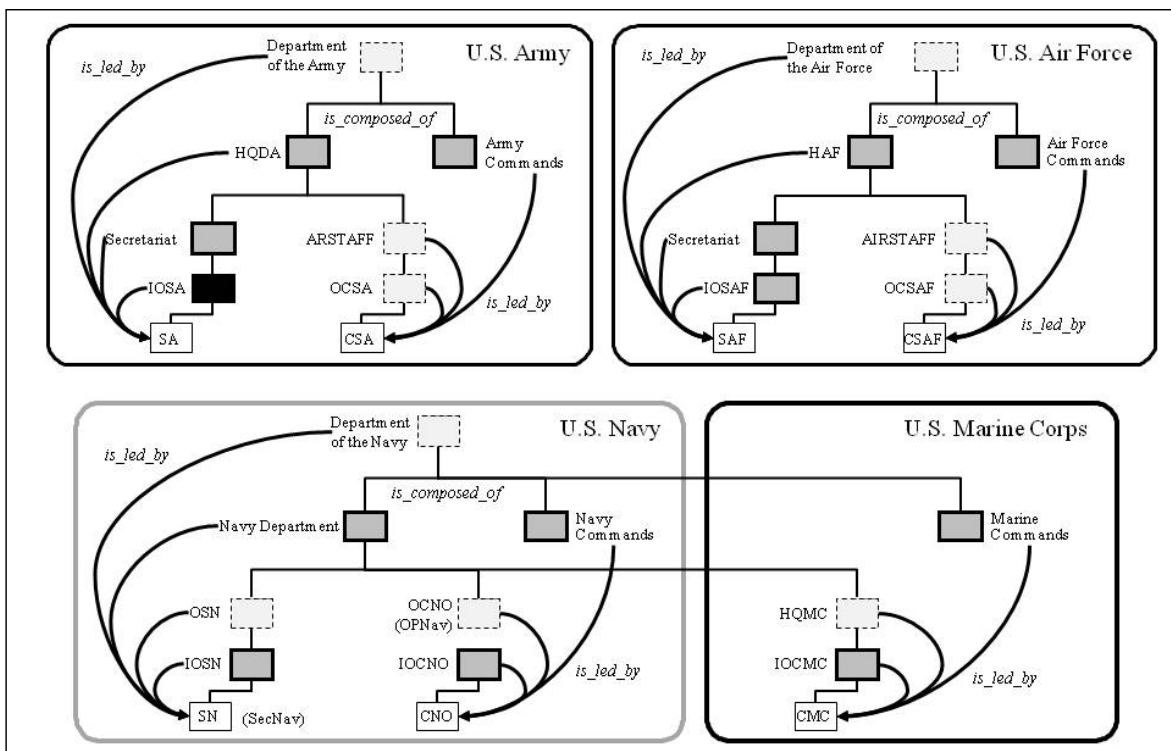 U.S. Army
Department
of the Army
is_led_by
is_composed_of
HQDA
Army
Commands
Secretariat
ARSTAFF
IOSA
OCSA
is_led_by
SA
CSA
U.S. Air Force
Department of
the Air Force
is_led_by
is_composed_of
HAF
Air Force
Commands
Secretariat
AIRSTAFF
IOSAF
OCSAF
is_led_by
SAF
CSAF
U.S. Navy
Department
of the Navy
is_led_by
is_composed_of
Navy Department
Navy
Commands
OSN
OCNO
(OPNav)
IOSN
IOCNO
is_led_by
SN
(SecNav)
CNO
U.S. Marine Corps
Marine
Commands
HQMC
IOCMC
is_led_by
CMC